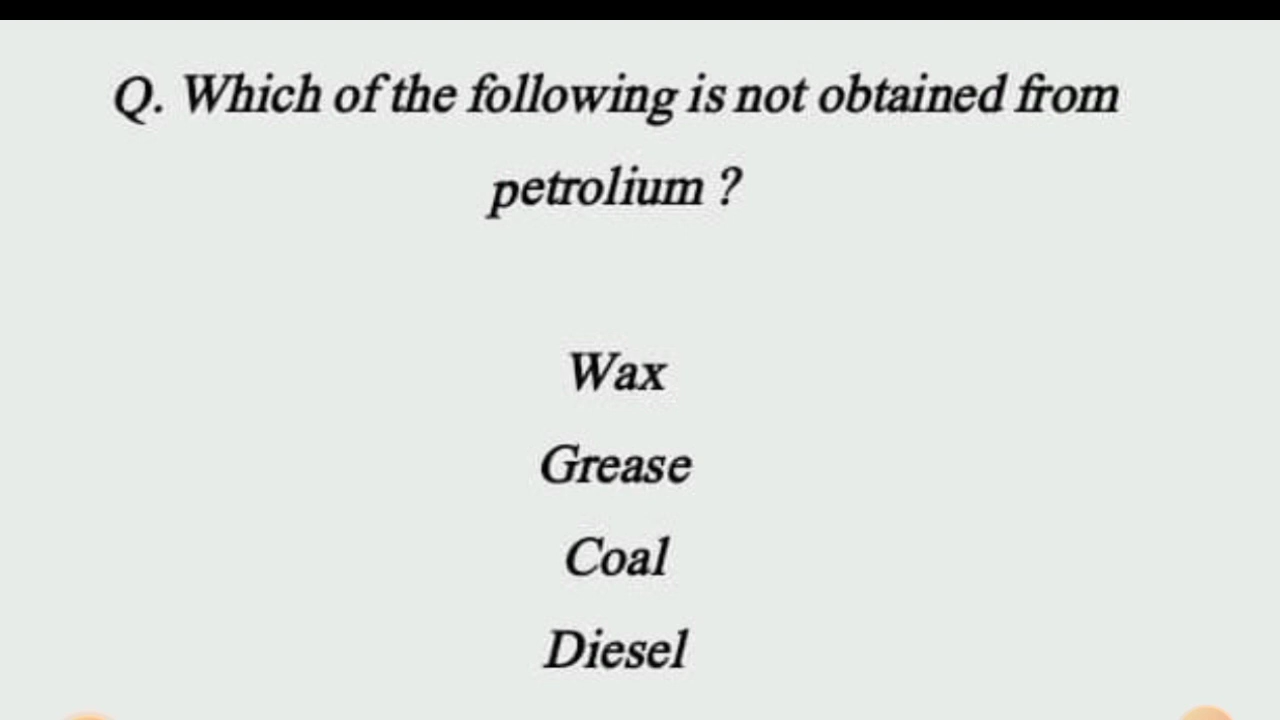 Q. Which of the following is not obtained from
petrolium ?
Wax
Grease
Coal
Diesel